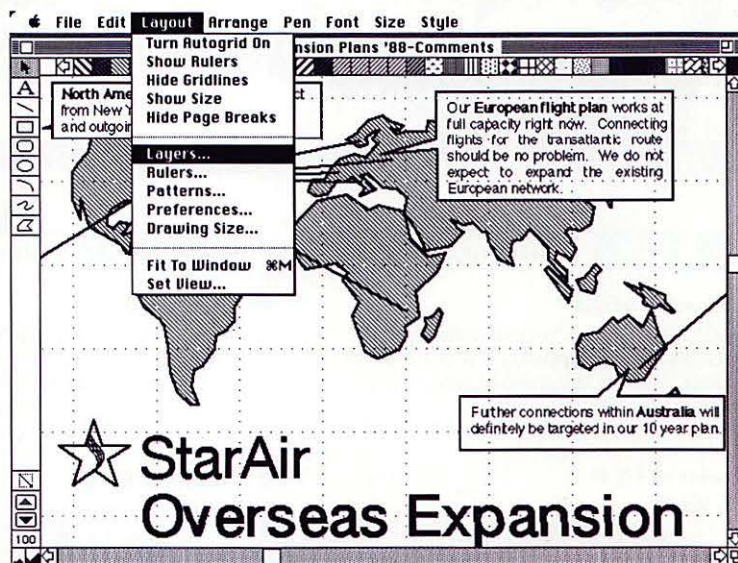 File Edit Layout Arrange Pen Font Size Style
nsion Plans '88-Comments
Turn Autogrid On
Show Rulers
Hide Gridlines
Show Size
Hide Page Breaks
Layers...
Rulers...
Patterns...
Preferences...
Drawing Size...
Fit To Window ⌘M
Set View...
A
North Ame
ct
from New Y
and outgoin
Our European flight plan works at
full capacity right now. Connecting
flights for the transatlantic route
should be no problem. We do not
expect to expand the existing
European network.
Futher connections within Australia will
definitely be targeted in our 10 year plan.
StarAir
Overseas Expansion
100